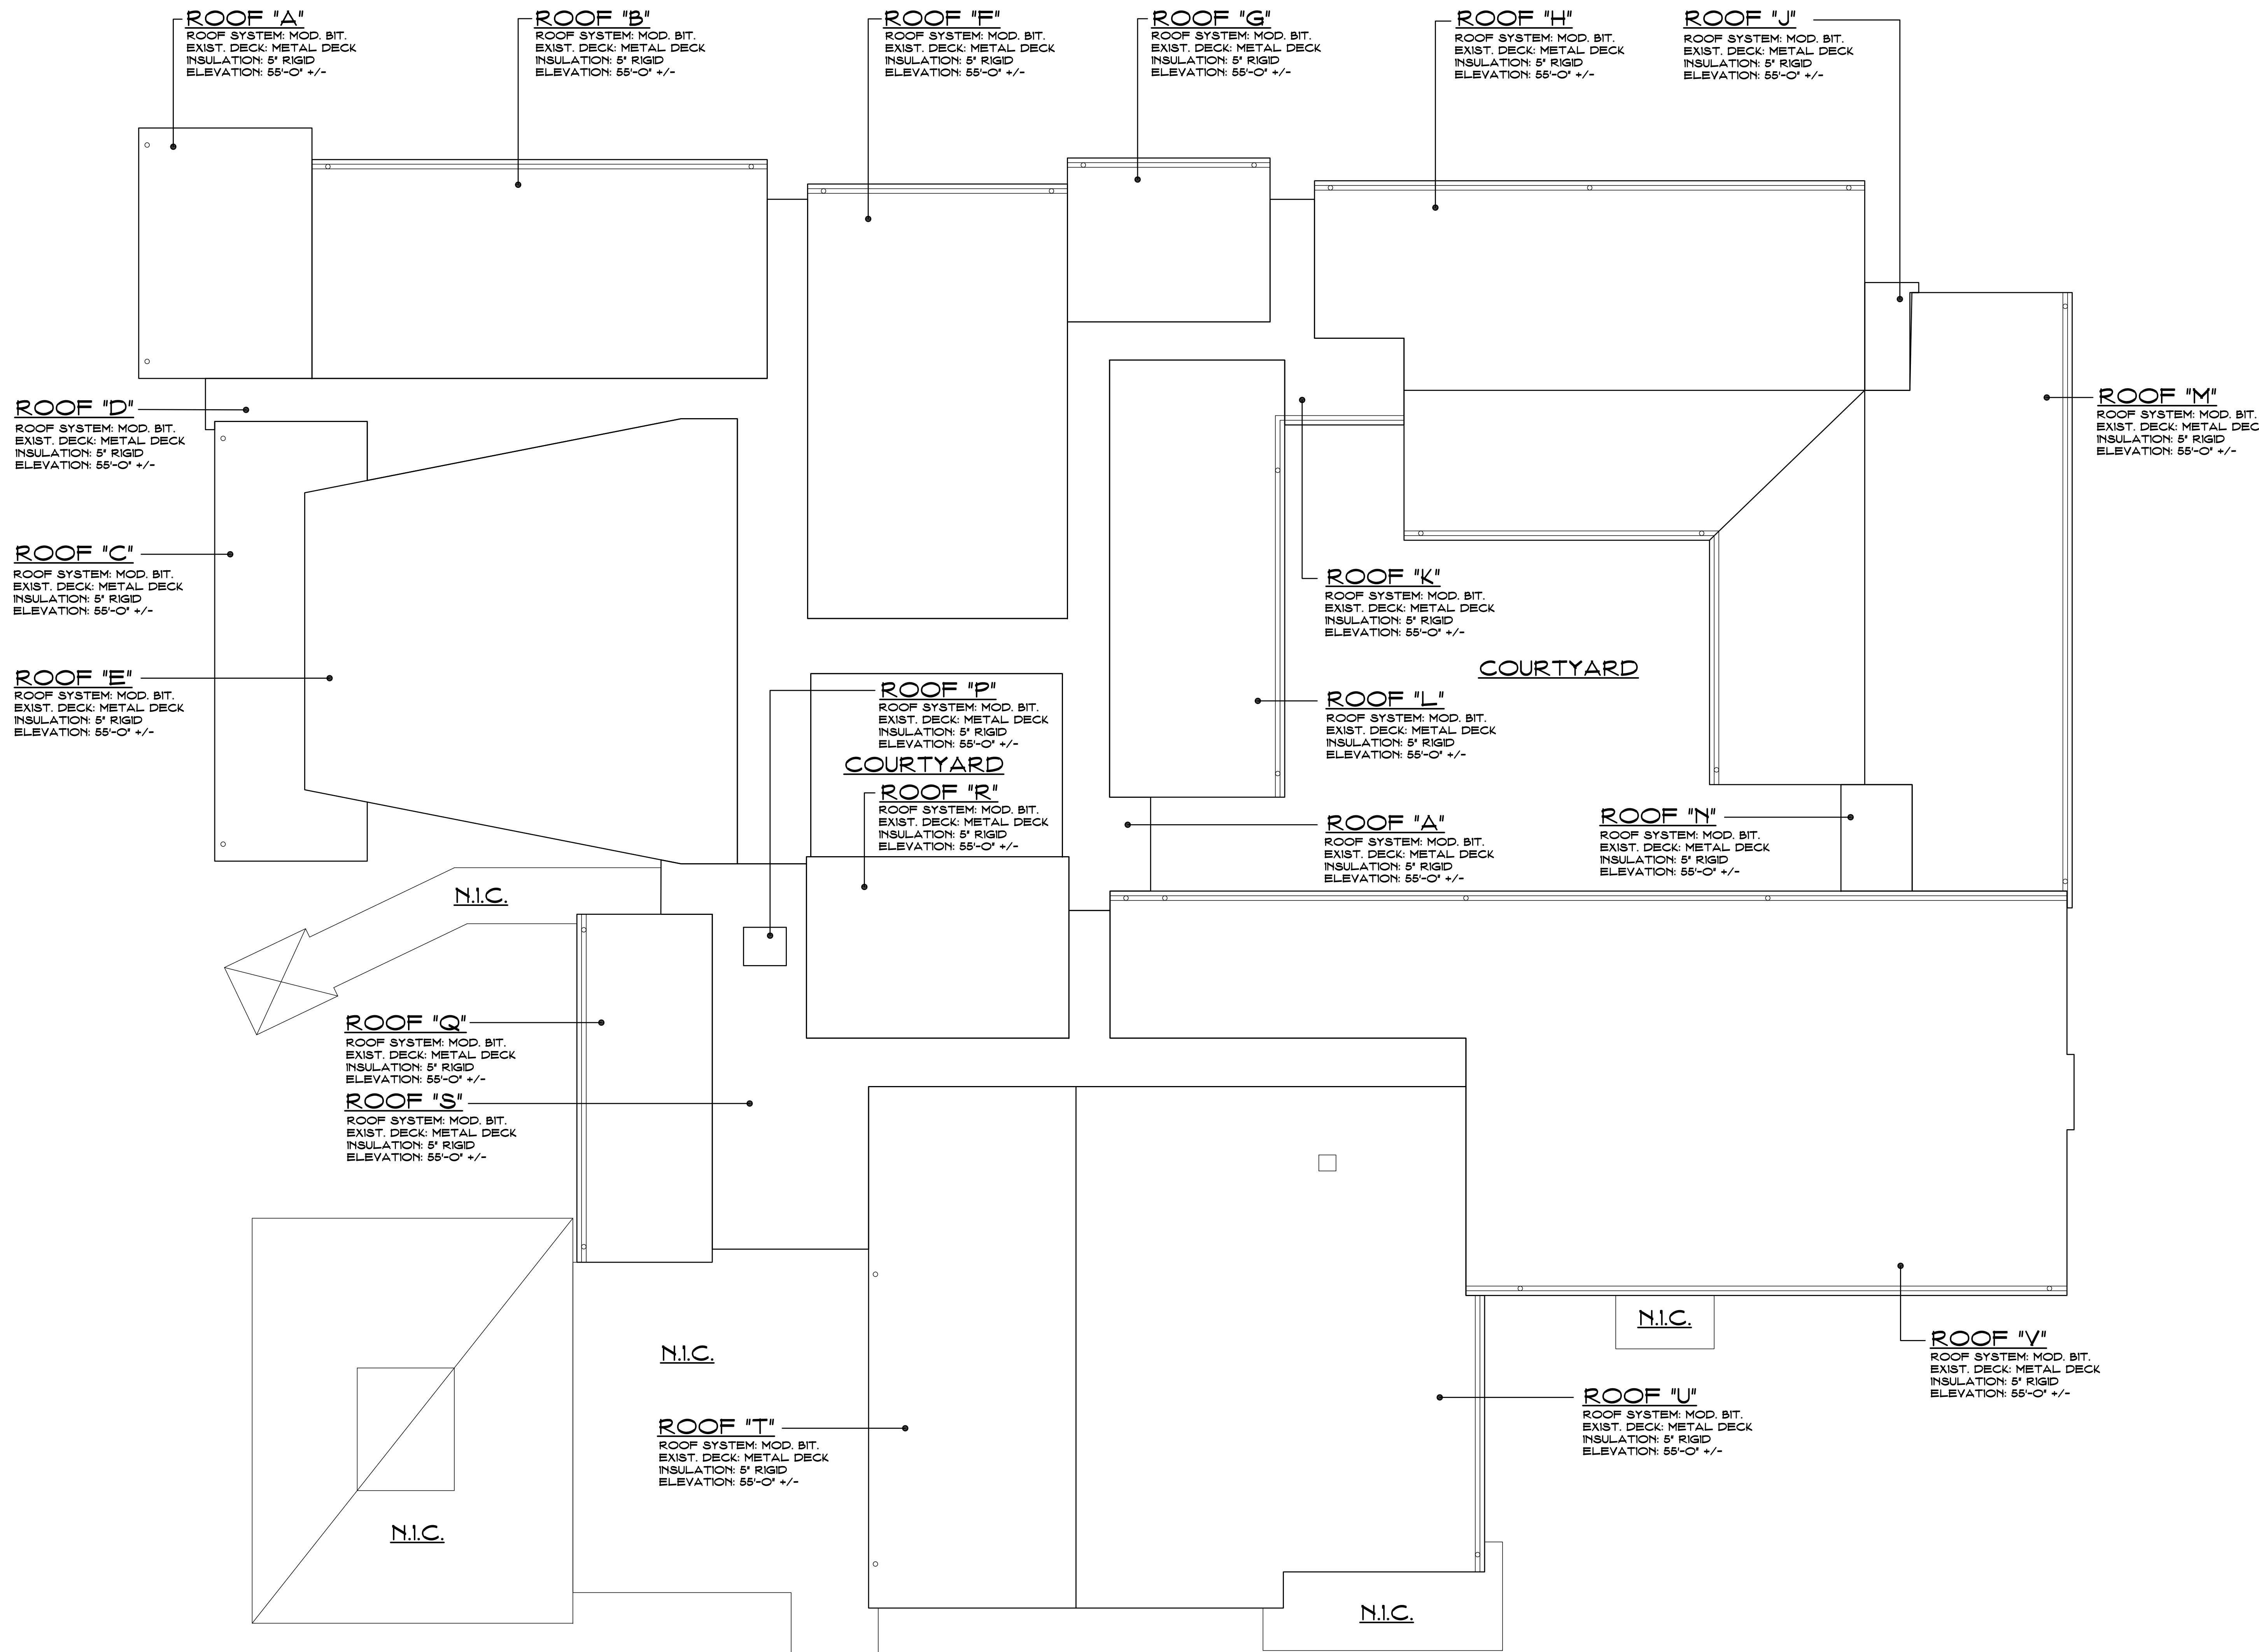 ROOF "A"
ROOF SYSTEM: MOD. BIT.
EXIST. DECK: METAL DECK
INSULATION: 5" RIGID
ELEVATION: 55'-0" +/-
ROOF "B"
ROOF SYSTEM: MOD. BIT.
EXIST. DECK: METAL DECK
INSULATION: 5" RIGID
ELEVATION: 55'-0" +/-
ROOF "F"
ROOF SYSTEM: MOD. BIT.
EXIST. DECK: METAL DECK
INSULATION: 5" RIGID
ELEVATION: 55'-0" +/-
ROOF "G"
ROOF SYSTEM: MOD. BIT.
EXIST. DECK: METAL DECK
INSULATION: 5" RIGID
ELEVATION: 55'-0" +/-
ROOF "H"
ROOF SYSTEM: MOD. BIT.
EXIST. DECK: METAL DECK
INSULATION: 5" RIGID
ELEVATION: 55'-0" +/-
ROOF "J"
ROOF SYSTEM: MOD. BIT.
EXIST. DECK: METAL DECK
INSULATION: 5" RIGID
ELEVATION: 55'-0" +/-
ROOF "D"
ROOF SYSTEM: MOD. BIT.
EXIST. DECK: METAL DECK
INSULATION: 5" RIGID
ELEVATION: 55'-0" +/-
ROOF "M"
ROOF SYSTEM: MOD. BIT.
EXIST. DECK: METAL DEC
INSULATION: 5" RIGID
ELEVATION: 55'-0" +/-
ROOF "C"
ROOF SYSTEM: MOD. BIT.
EXIST. DECK: METAL DECK
INSULATION: 5" RIGID
ELEVATION: 55'-0" +/-
ROOF "K"
ROOF SYSTEM: MOD. BIT.
EXIST. DECK: METAL DECK
INSULATION: 5" RIGID
ELEVATION: 55'-0" +/-
COURTYARD
ROOF "E"
ROOF SYSTEM: MOD. BIT.
EXIST. DECK: METAL DECK
INSULATION: 5" RIGID
ELEVATION: 55'-0" +/-
ROOF "P"
ROOF SYSTEM: MOD. BIT.
EXIST. DECK: METAL DECK
INSULATION: 5" RIGID
ELEVATION: 55'-0" +/-
ROOF "L"
ROOF SYSTEM: MOD. BIT.
EXIST. DECK: METAL DECK
INSULATION: 5" RIGID
ELEVATION: 55'-0" +/-
COURTYARD
ROOF "R"
ROOF SYSTEM: MOD. BIT.
EXIST. DECK: METAL DECK
INSULATION: 5" RIGID
ELEVATION: 55'-0" +/-
ROOF "A"
ROOF SYSTEM: MOD. BIT.
EXIST. DECK: METAL DECK
INSULATION: 5" RIGID
ELEVATION: 55'-0" +/-
ROOF "N"
ROOF SYSTEM: MOD. BIT.
EXIST. DECK: METAL DECK
INSULATION: 5" RIGID
ELEVATION: 55'-0" +/-
N.I.C.
ROOF "Q"
ROOF SYSTEM: MOD. BIT.
EXIST. DECK: METAL DECK
INSULATION: 5" RIGID
ELEVATION: 55'-0" +/-
ROOF "S"
ROOF SYSTEM: MOD. BIT.
EXIST. DECK: METAL DECK
INSULATION: 5" RIGID
ELEVATION: 55'-0" +/-
N.I.C.
N.I.C.
ROOF "V"
ROOF SYSTEM: MOD. BIT.
EXIST. DECK: METAL DECK
INSULATION: 5" RIGID
ELEVATION: 55'-0" +/-
ROOF "U"
ROOF SYSTEM: MOD. BIT.
EXIST. DECK: METAL DECK
INSULATION: 5" RIGID
ELEVATION: 55'-0" +/-
ROOF "T"
ROOF SYSTEM: MOD. BIT.
EXIST. DECK: METAL DECK
INSULATION: 5" RIGID
ELEVATION: 55'-0" +/-
N.I.C.
N.I.C.